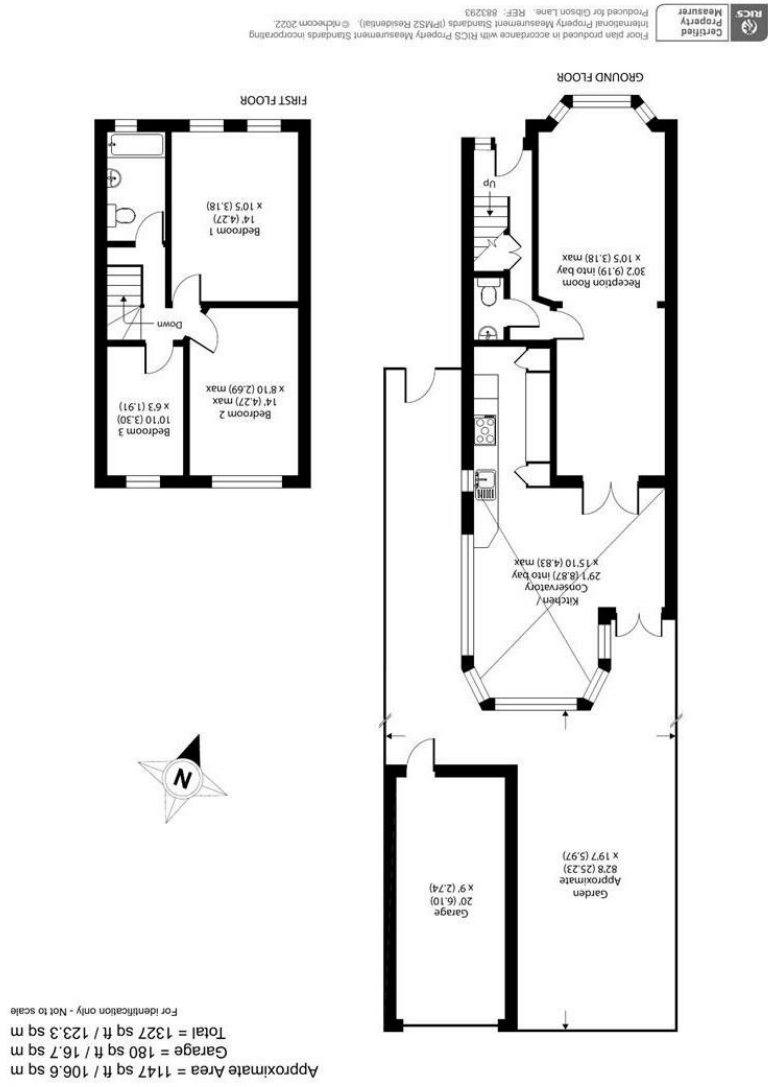 Approximate Area = 1147 sq ft / 106.6 sq m
Garage = 180 sq ft / 16.7 sq m
Total = 1327 sq ft / 123.3 sq m
For identification only - Not to scale
Garden
Approximate
82'8 (25.23)
x 19'7 (5.97)
Garage
20' (6.10)
x 9' (2.74)
N
Kitchen /
Conservatory
29'1 (8.87) into bay
x 15'10 (4.83) max
Reception Room
30'2 (9.19) into bay
x 10'5 (3.18) max
Up
GROUND FLOOR
Bedroom 2
14' (4.27) max
x 8'10 (2.69) max
Bedroom 3
10'10 (3.30)
x 6'3 (1.91)
Down
Bedroom 1
14' (4.27)
x 10'5 (3.18)
FIRST FLOOR
RICS
Certified
Property
Measurer
Floor plan produced in accordance with RICS Property Measurement Standards incorporating
International Property Measurement Standards (IPMS2 Residential). © nichecom 2022.
Produced for Gibson Lane. REF: 883293